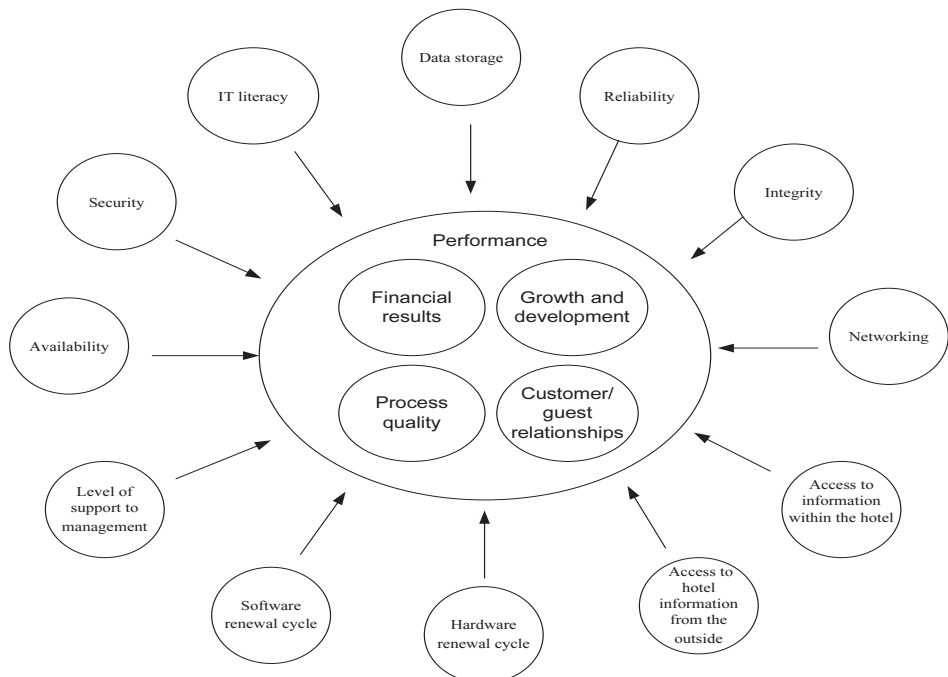 Data storage
IT literacy
Reliability
Security
Integrity
Performance
Financial
results
Growth and
development
Availability
Networking
Process
quality
Customer/
guest
relationships
Level of
support to
management
Access to
information
within the hotel
Software
renewal cycle
Hardware
renewal cycle
Access to
hotel
information
from the
outside